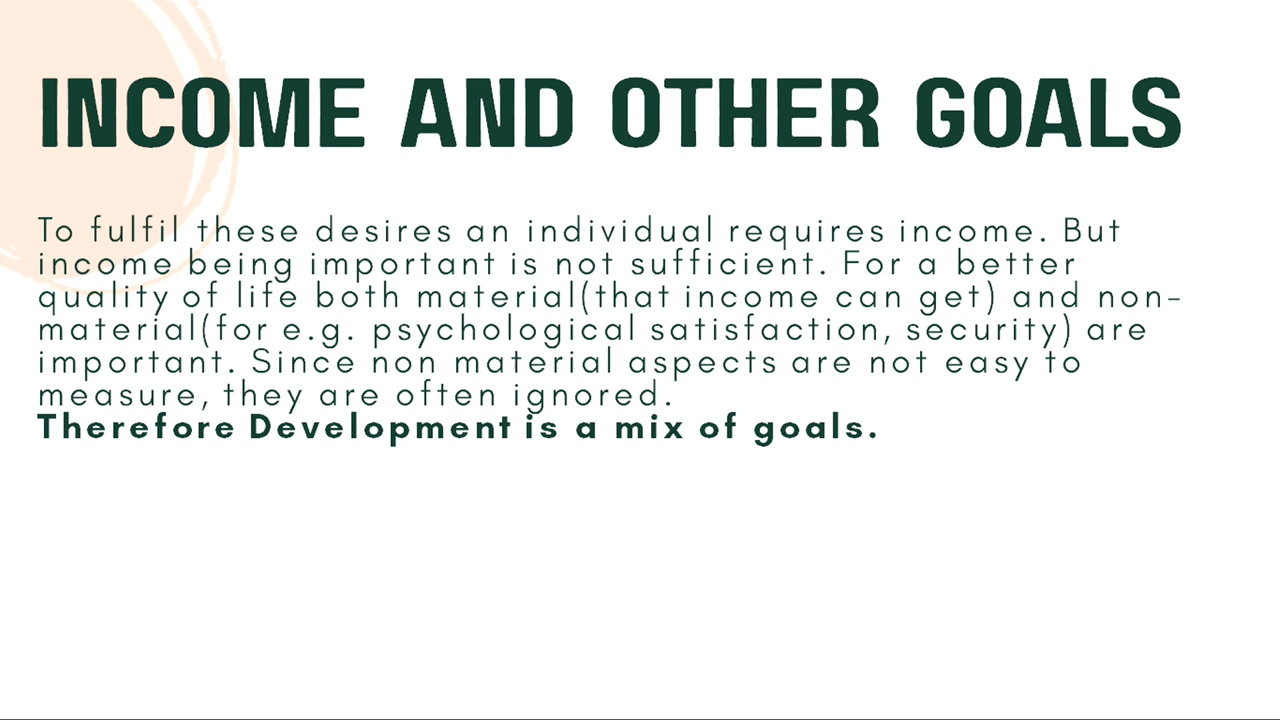 INCOME AND OTHER GOALS
To fulfil these desires an individual requires income. But
income being important is not sufficient. For a better
quality of life both material(that income can get) and non-
material(for e.g. psychological satisfaction, security) are
important. Since non material aspects are not easy to
measure, they are often ignored.
Therefore Development is a mix of goals.